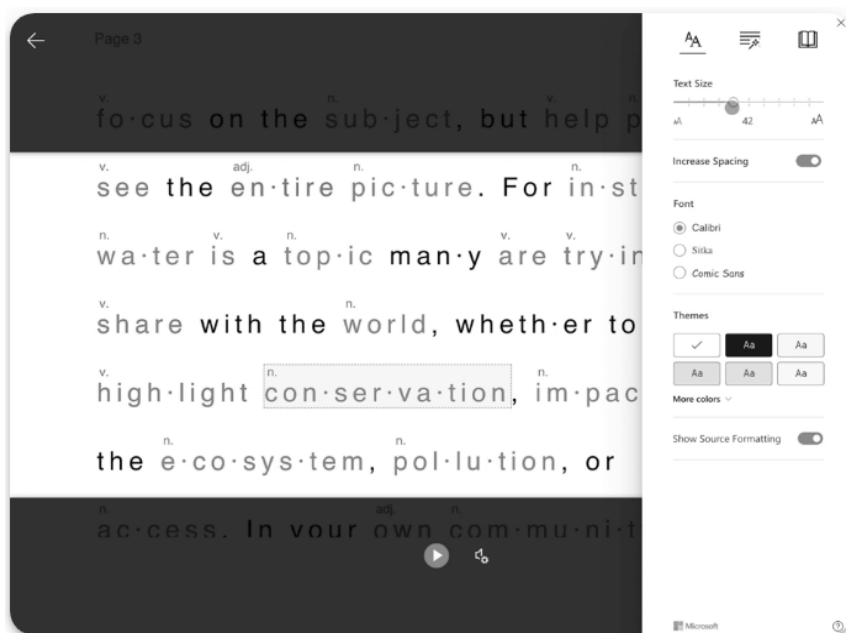 Page 3
v. n. v. n.
fo·cus on the sub·ject, but help p
v. adj. n. n.
see the en·tire pic·ture. For in·st
n. v. n. v. v.
wa·ter is a top·ic man·y are try·in
v. n.
share with the world, wheth·er to
v. n. n.
high·light con·ser·va·tion, im·pac
n. n.
the e·co·sys·tem, pol·lu·tion, or
n. adj. n.
ac·cess. In your own com·mu·ni·t
AA
Text Size
AA 42 AA
Increase Spacing
Font
Calibri
Sitka
Comic Sans
Themes
Aa Aa
Aa Aa Aa
More colors
Show Source Formatting
Microsoft